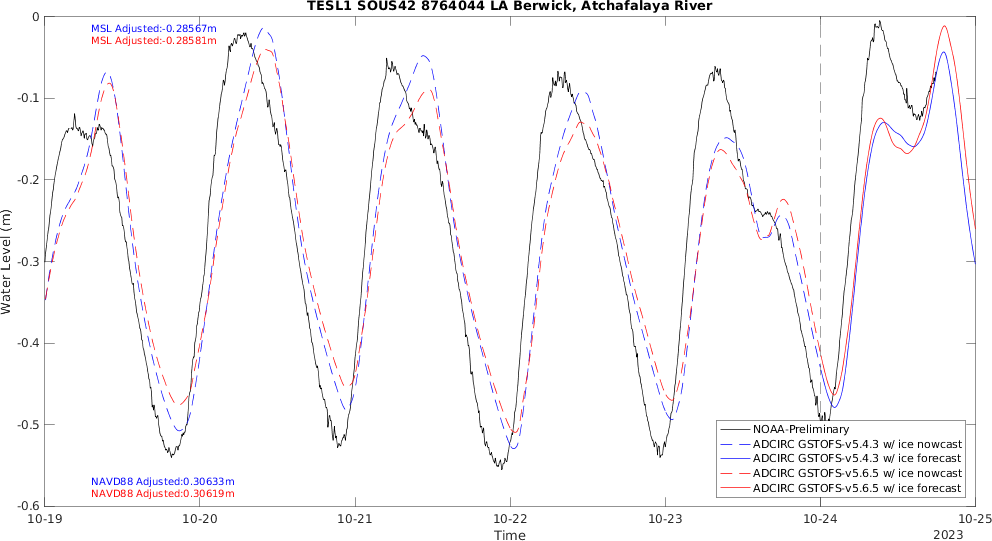 TESL1 SOUS42 8764044 LA Berwick, Atchafalaya River
MSL Adjusted:-0.28567m
MSL Adjusted:-0.28581m
0
-0.1
-0.2
-0.3
-0.4
-0.5
-0.6
Water Level (m)
NAVD88 Adjusted:0.30633m
NAVD88 Adjusted:0.30619m
NOAA-Preliminary
ADCIRC GSTOFS-v5.4.3 w/ ice nowcast
ADCIRC GSTOFS-v5.4.3 w/ ice forecast
ADCIRC GSTOFS-v5.6.5 w/ ice nowcast
ADCIRC GSTOFS-v5.6.5 w/ ice forecast
10-19 10-20 10-21 10-22 10-23 10-24 10-25
Time
2023